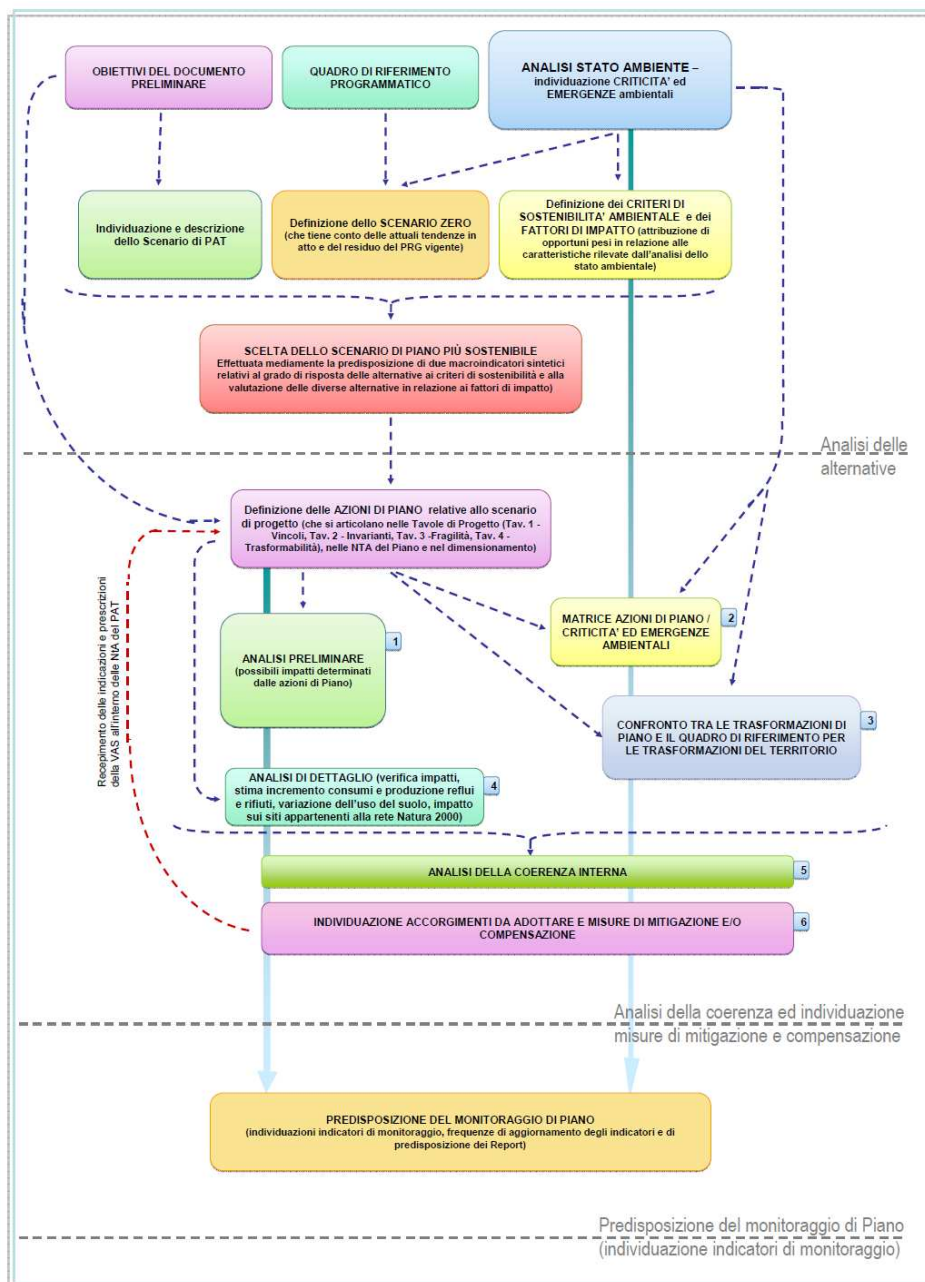 OBIETTIVI DEL DOCUMENTO
PRELIMINARE
QUADRO DI RIFERIMENTO
PROGRAMMATICO
ANALISI STATO AMBIENTE –
individuazione CRITICITA’ ed
EMERGENZE ambientali
Individuazione e descrizione
dello Scenario di PAT
Definizione dello SCENARIO ZERO
(che tiene conto delle attuali tendenze in
atto e del residuo del PRG vigente)
Definizione dei CRITERI DI
SOSTENIBILITA’ AMBIENTALE e dei
FATTORI DI IMPATTO (attribuzione di
opportuni pesi in relazione alle
caratteristiche rilevate dall’analisi dello
stato ambientale)
SCELTA DELLO SCENARIO DI PIANO PIÙ SOSTENIBILE
Effettuata mediamente la predisposizione di due macroindicatori sintetici
relativi al grado di risposta delle alternative ai criteri di sostenibilità e alla
valutazione delle diverse alternative in relazione ai fattori di impatto)
Analisi delle
alternative
Definizione delle AZIONI DI PIANO relative allo scenario
di progetto (che si articolano nelle Tavole di Progetto (Tav. 1 -
Vincoli, Tav. 2 - Invarianti, Tav. 3 -Fragilità, Tav. 4 -
Trasformabilità), nelle NTA del Piano e nel dimensionamento)
Recepimento delle indicazioni e prescrizioni
della VAS all’interno delle NtA del PAT
ANALISI PRELIMINARE
(possibili impatti determinati
dalle azioni di Piano)
1
MATRICE AZIONI DI PIANO /
CRITICITA’ ED EMERGENZE
AMBIENTALI
2
CONFRONTO TRA LE TRASFORMAZIONI DI
PIANO E IL QUADRO DI RIFERIMENTO PER
LE TRASFORMAZIONI DEL TERRITORIO
3
ANALISI DI DETTAGLIO (verifica impatti,
stima incremento consumi e produzione reflui
e rifiuti, variazione dell’uso del suolo, impatto
sui siti appartenenti alla rete Natura 2000)
4
ANALISI DELLA COERENZA INTERNA
5
INDIVIDUAZIONE ACCORGIMENTI DA ADOTTARE E MISURE DI MITIGAZIONE E/O
COMPENSAZIONE
6
Analisi della coerenza ed individuazione
misure di mitigazione e compensazione
PREDISPOSIZIONE DEL MONITORAGGIO DI PIANO
(individuazioni indicatori di monitoraggio, frequenze di aggiornamento degli indicatori e di
predisposizione dei Report)
Predisposizione del monitoraggio di Piano
(individuazione indicatori di monitoraggio)